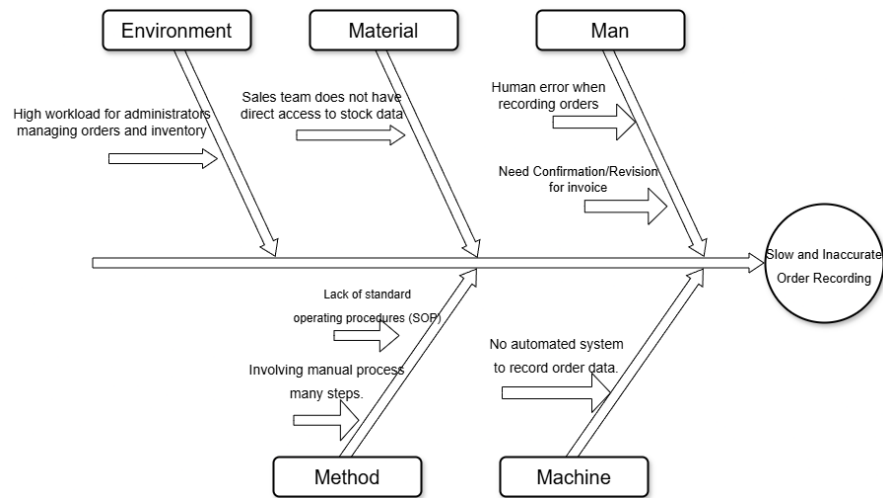 Environment
Material
Man
High workload for administrators
managing orders and inventory
Sales team does not have
direct access to stock data
Human error when
recording orders
Need Confirmation/Revision
for invoice
Slow and Inaccurate
Order Recording
Lack of standard
operating procedures (SOP)
Involving manual process
many steps.
No automated system
to record order data.
Method
Machine